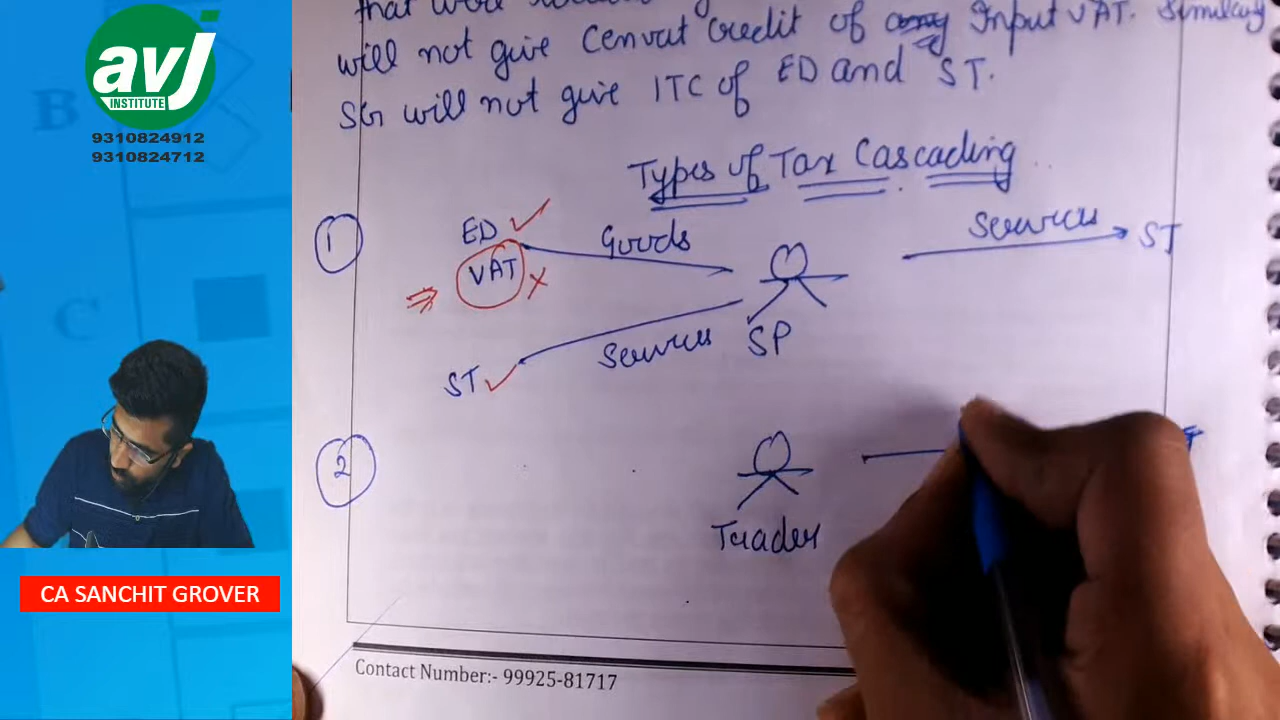 avj
INSTITUTE
9310824912
9310824712
CA SANCHIT GROVER
that
will not give Cenvat Credit of any Input VAT. Similarly
SG will not give ITC of ED and ST.
Types of Tax Cascading
1
ED
Goods
Services
ST
VAT
SP
Services
ST
2
Trader
Contact Number:- 99925-81717
B
C